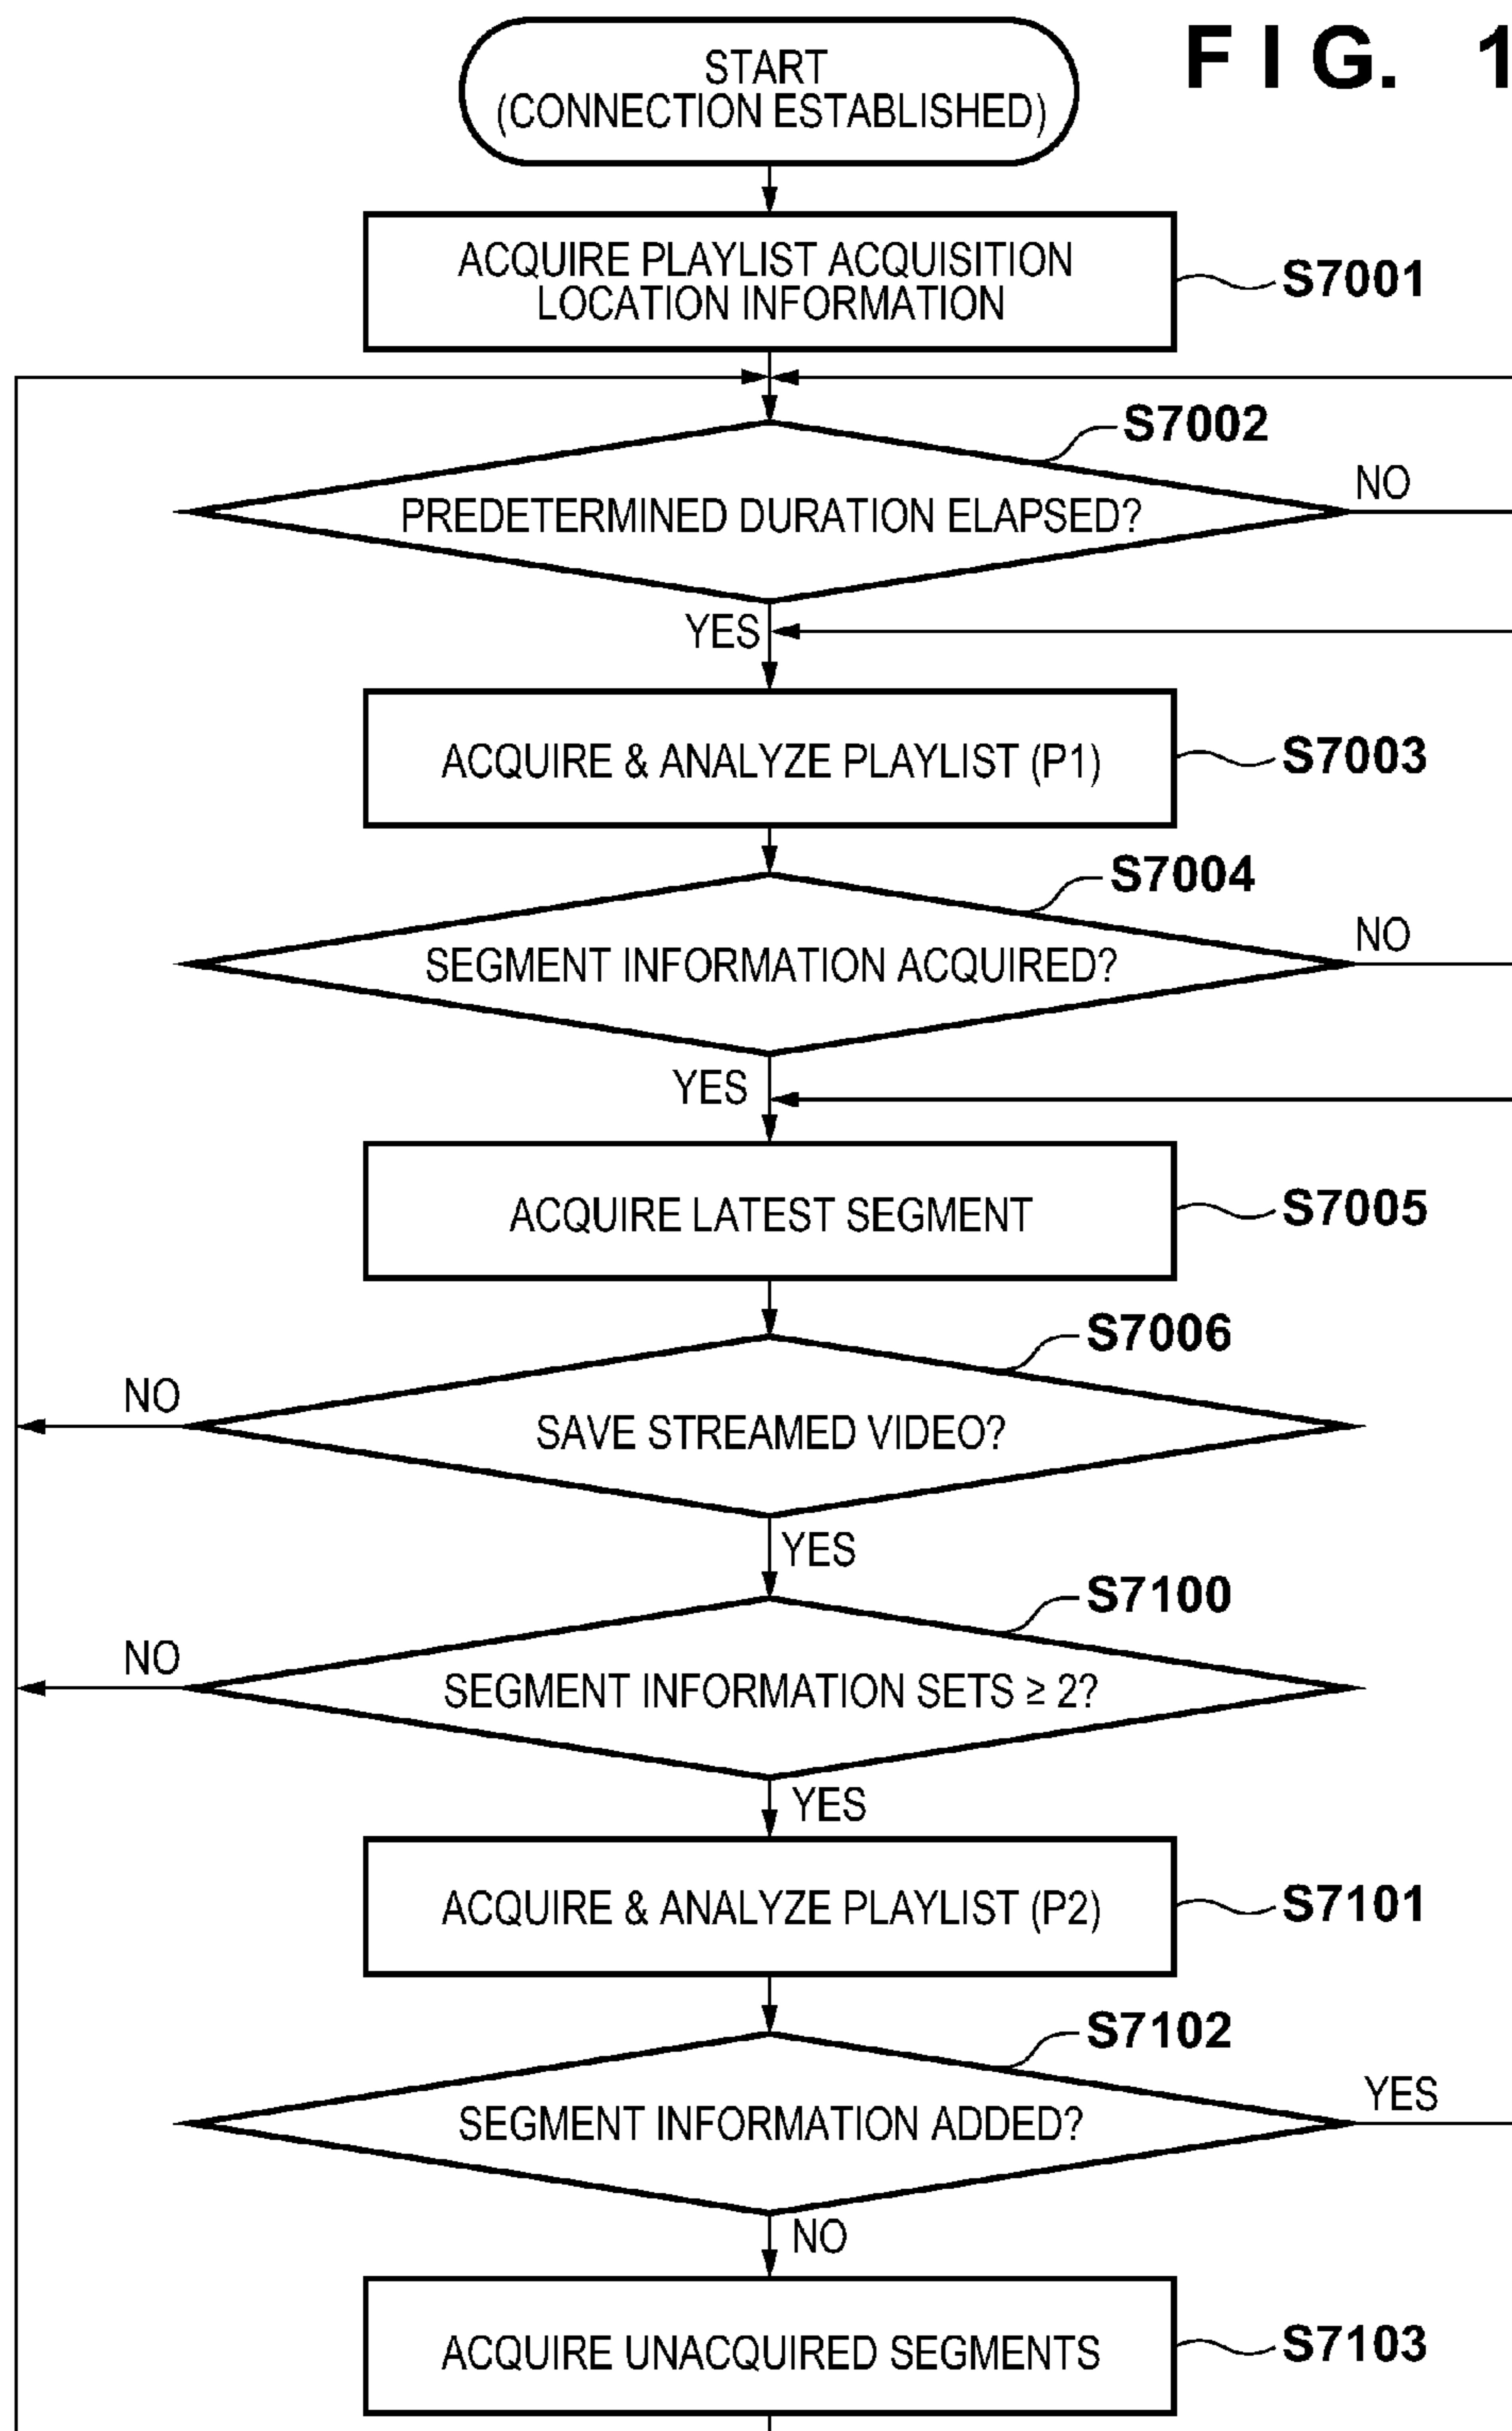 FIG. 1
START
(CONNECTION ESTABLISHED)
ACQUIRE PLAYLIST ACQUISITION
LOCATION INFORMATION
S7001
S7002
PREDETERMINED DURATION ELAPSED?
NO
YES
ACQUIRE & ANALYZE PLAYLIST (P1)
S7003
S7004
SEGMENT INFORMATION ACQUIRED?
NO
YES
ACQUIRE LATEST SEGMENT
S7005
S7006
NO
SAVE STREAMED VIDEO?
YES
S7100
NO
SEGMENT INFORMATION SETS ≥ 2?
YES
ACQUIRE & ANALYZE PLAYLIST (P2)
S7101
S7102
YES
SEGMENT INFORMATION ADDED?
NO
ACQUIRE UNACQUIRED SEGMENTS
S7103